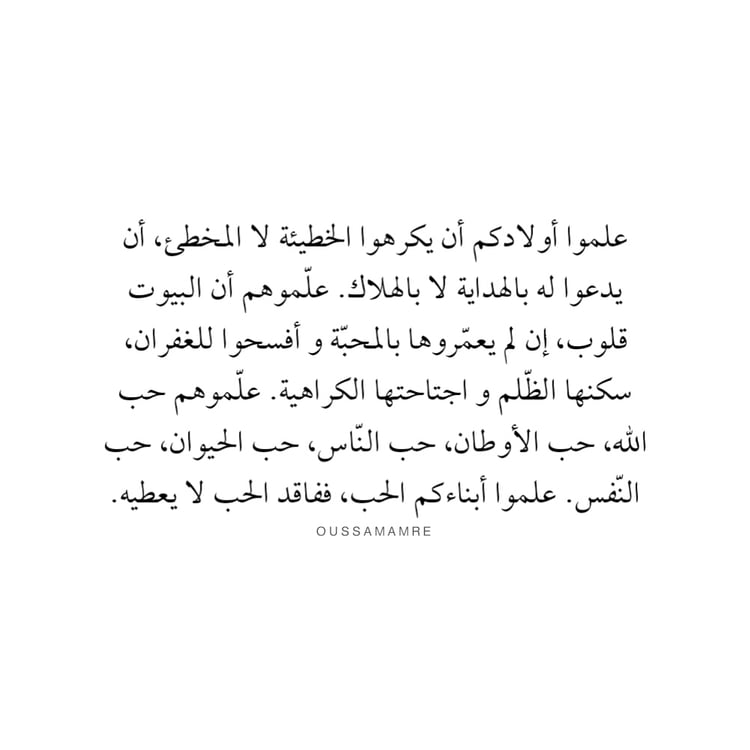 علموا أولادكم أن يكرهوا الخطيئة لا المخطئ، أن
يدعوا له بالهداية لا بالهلاك. علّموهم أن البيوت
قلوب، إن لم يعمّروها بالمحبّة و أفسحوا للغفران،
سكنها الظّلم و اجتاحتها الكراهية. علّموهم حب
الله، حب الأوطان، حب النّاس، حب الحيوان، حب
النّفس. علموا أبناءكم الحب، ففاقد الحب لا يعطيه.
OUSSAMAMRE